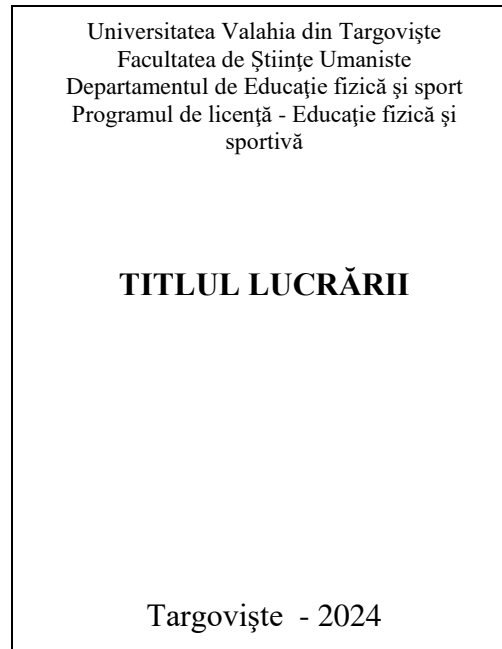 Universitatea Valahia din Targovişte
Facultatea de Ştiinţe Umaniste
Departamentul de Educaţie fizică şi sport
Programul de licenţă - Educaţie fizică şi
sportivă
TITLUL LUCRĂRII
Targovişte - 2024